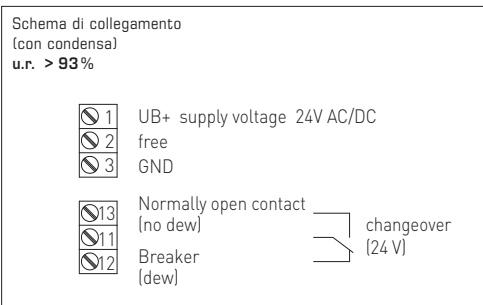 Schema di collegamento
(con condensa)
u.r. > 93%
1 UB+ supply voltage 24V AC/DC
2 free
3 GND
13 Normally open contact
(no dew)
11
12 Breaker
(dew)
changeover
(24 V)